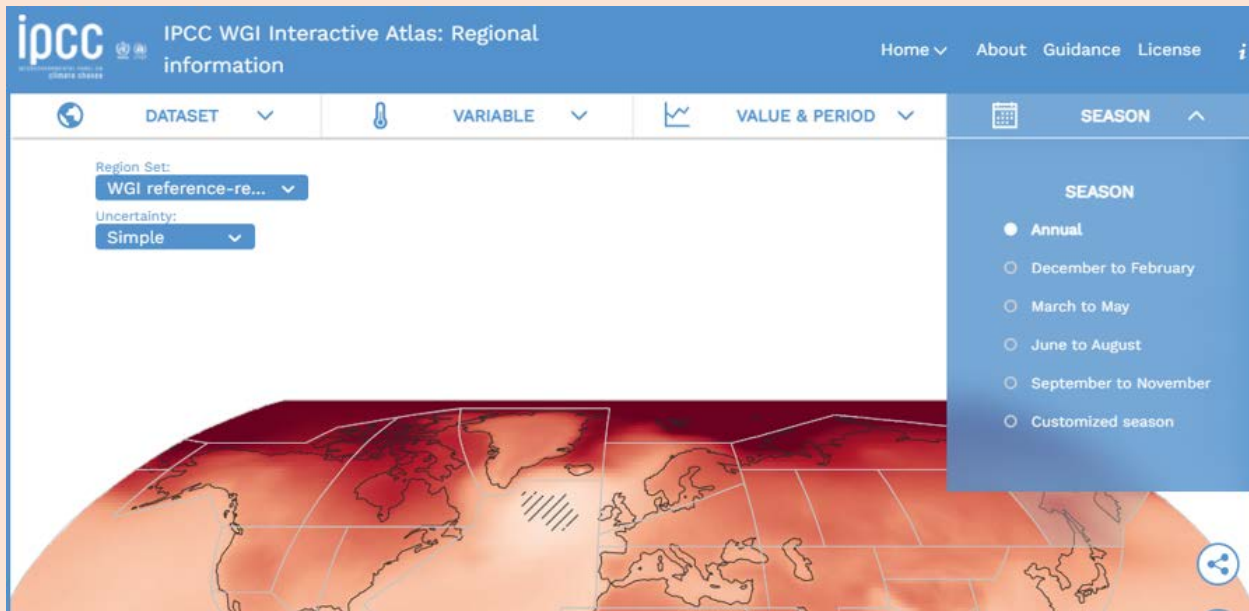 ipcc
climate change
IPCC WGI Interactive Atlas: Regional
information
Home About Guidance License i
DATASET VARIABLE VALUE & PERIOD SEASON
Region Set:
WGI reference-re...
Uncertainty:
Simple
SEASON
Annual
December to February
March to May
June to August
September to November
Customized season